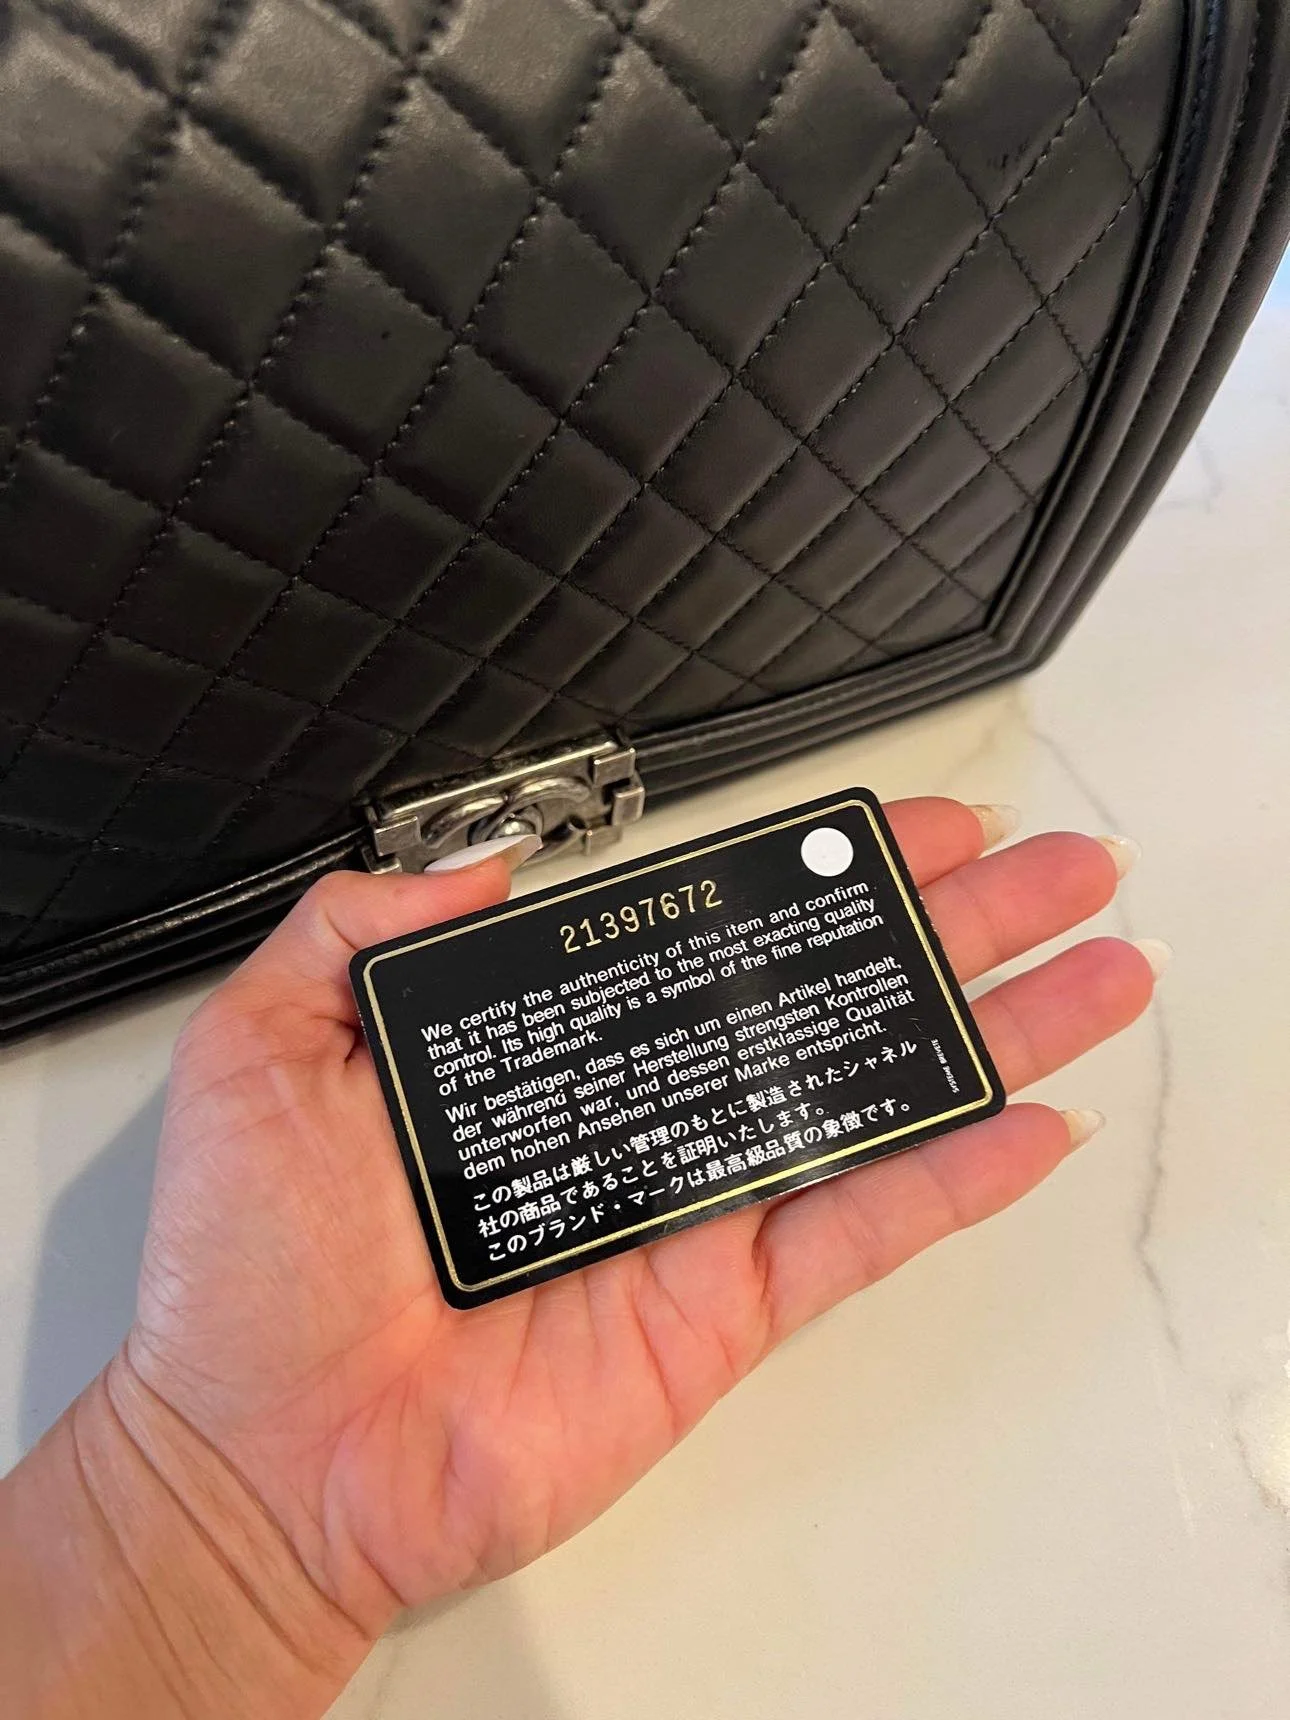 21397672
We certify the authenticity of this item and confirm
that it has been subjected to the most exacting quality
control. Its high quality is a symbol of the fine reputation
of the Trademark.
Wir bestätigen, dass es sich um einen Artikel handelt,
der während seiner Herstellung strengsten Kontrollen
unterworfen war, und dessen erstklassige Qualität
dem hohen Ansehen unserer Marke entspricht.
この製品は厳しい管理のもとに製造されたシャネル
社の商品であることを証明いたします。
このブランド・マークは最高級品質の象徴です。
SYSTEME BREVETE